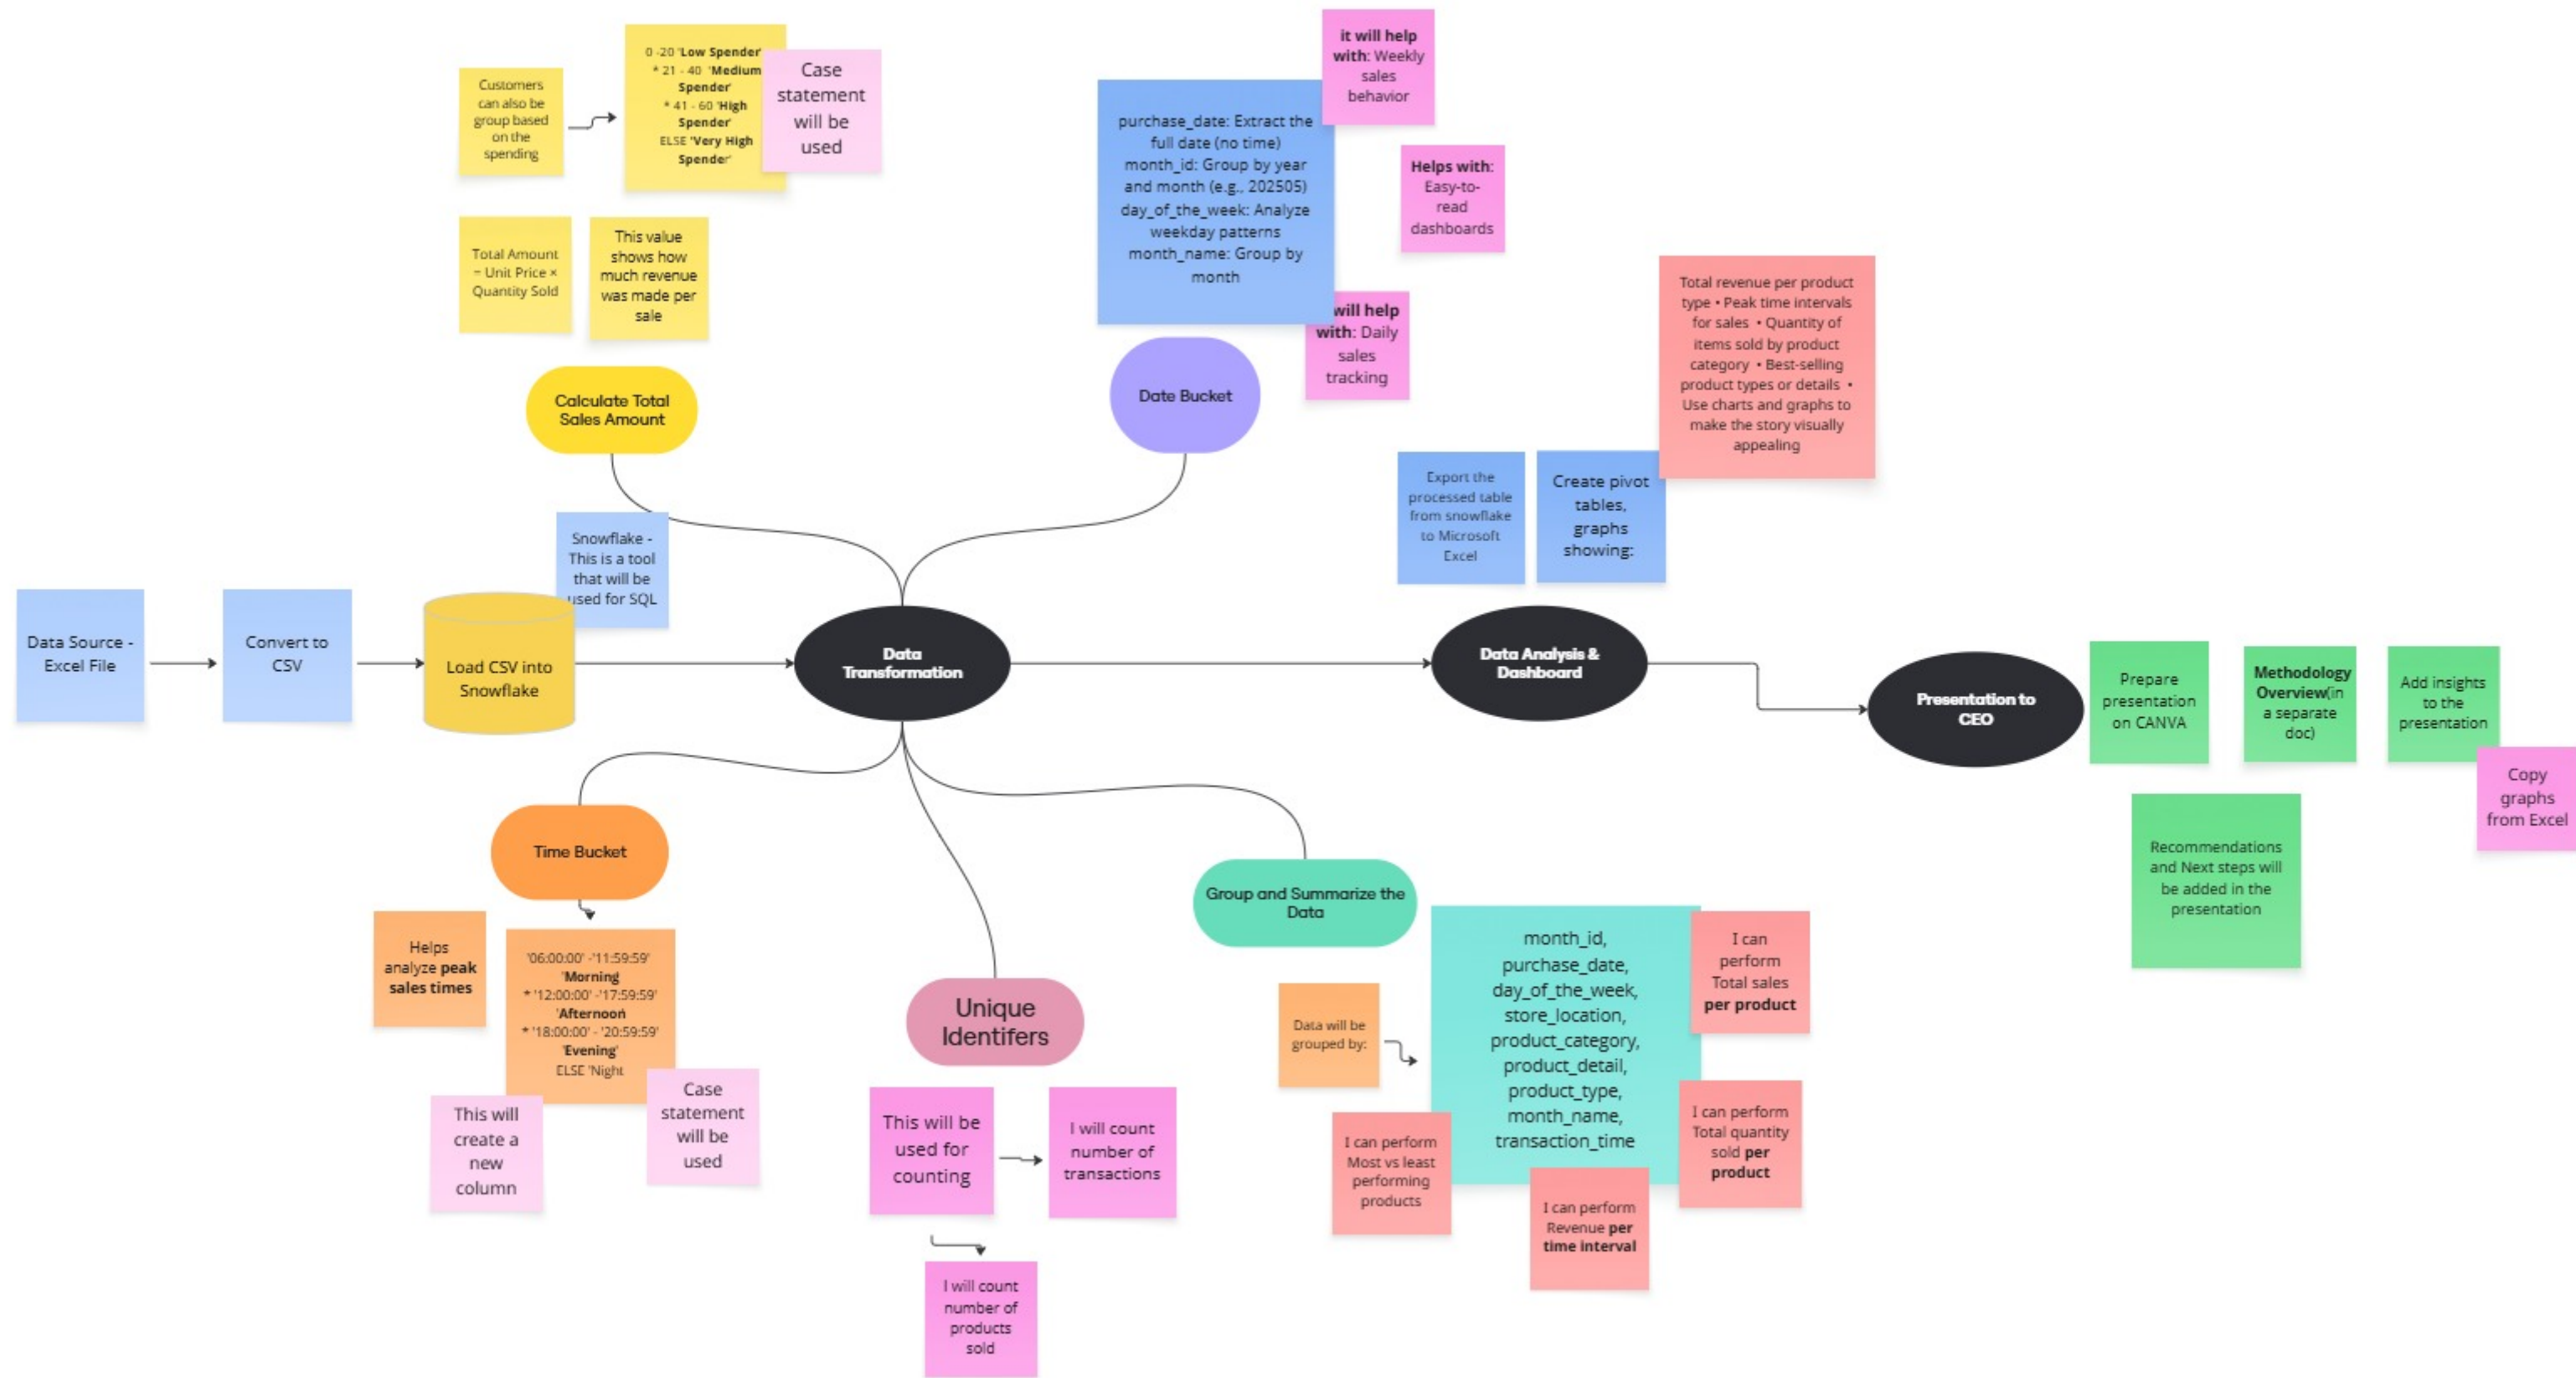 Customers
can also be
group based
on the
spending
0 -20 'Low Spender'
* 21 - 40 'Medium
Spender'
* 41 - 60 'High
Spender'
ELSE 'Very High
Spender'
Case
statement
will be
used
Total Amount
= Unit Price ×
Quantity Sold
This value
shows how
much revenue
was made per
sale
Calculate Total
Sales Amount
purchase_date: Extract the
full date (no time)
month_id: Group by year
and month (e.g., 202505)
day_of_the_week: Analyze
weekday patterns
month_name: Group by
month
it will help
with: Weekly
sales
behavior
Helps with:
Easy-to-
read
dashboards
will help
with: Daily
sales
tracking
Date Bucket
Total revenue per product
type • Peak time intervals
for sales • Quantity of
items sold by product
category • Best-selling
product types or details •
Use charts and graphs to
make the story visually
appealing
Export the
processed table
from snowflake
to Microsoft
Excel
Create pivot
tables,
graphs
showing:
Snowflake -
This is a tool
that will be
used for SQL
Data Source -
Excel File
Convert to
CSV
Load CSV into
Snowflake
Data
Transformation
Data Analysis &
Dashboard
Presentation to
CEO
Prepare
presentation
on CANVA
Methodology
Overview(in
a separate
doc)
Add insights
to the
presentation
Copy
graphs
from Excel
Recommendations
and Next steps will
be added in the
presentation
Time Bucket
Helps
analyze peak
sales times
'06:00:00' -'11:59:59'
'Morning
* '12:00:00' -'17:59:59'
'Afternoon
* '18:00:00' - '20:59:59'
'Evening'
ELSE 'Night
This will
create a
new
column
Case
statement
will be
used
Unique
Identifers
This will be
used for
counting
I will count
number of
transactions
I will count
number of
products
sold
Group and Summarize the
Data
Data will be
grouped by:
month_id,
purchase_date,
day_of_the_week,
store_location,
product_category,
product_detail,
product_type,
month_name,
transaction_time
I can
perform
Total sales
per product
I can perform
Total quantity
sold per
product
I can perform
Most vs least
performing
products
I can perform
Revenue per
time interval